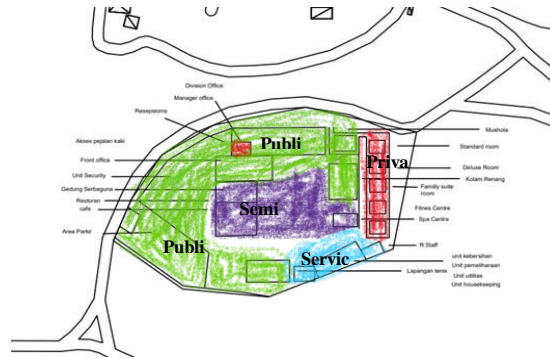 Division Office
Manager office
Resepsionis
Akses pejalan kaki
Front office
Unit Security
Gedung Serbaguna
Restoran
cafe
Area Parkir
Publi
Publi
Semi
Priva
Servic
Mushola
Standard room
Deluxe Room
Kolam Renang
Familly suite
room
Fitnes Centre
Spa Centre
R.Staff
unit kebersihan
Unit pemeliharaan
Lapangan tenis
Unit utilitas
Unit housekeeping